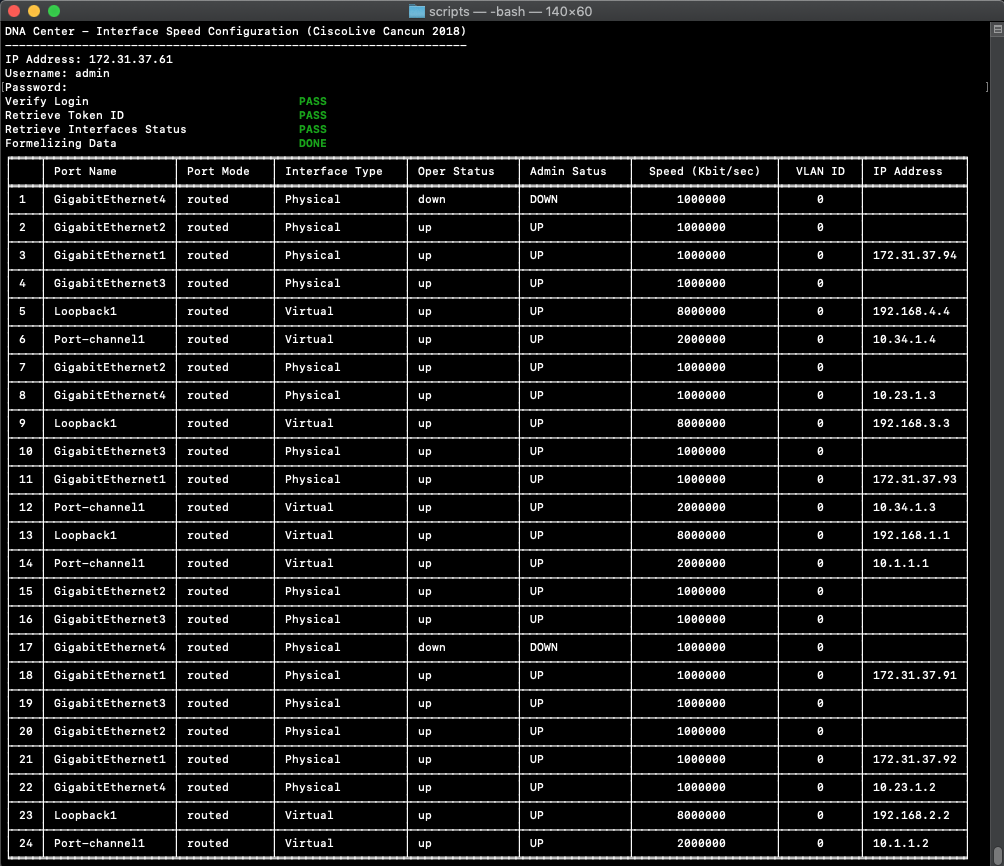 scripts — -bash — 140×60
DNA Center - Interface Speed Configuration (CiscoLive Cancun 2018)
------------------------------------------------------------------
IP Address: 172.31.37.61
Username: admin
[Password: ]
Verify Login PASS
Retrieve Token ID PASS
Retrieve Interfaces Status PASS
Formelizing Data DONE
Port Name Port Mode Interface Type Oper Status Admin Satus Speed (Kbit/sec) VLAN ID IP Address
1 GigabitEthernet4 routed Physical down DOWN 1000000 0
2 GigabitEthernet2 routed Physical up UP 1000000 0
3 GigabitEthernet1 routed Physical up UP 1000000 0 172.31.37.94
4 GigabitEthernet3 routed Physical up UP 1000000 0
5 Loopback1 routed Virtual up UP 8000000 0 192.168.4.4
6 Port-channel1 routed Virtual up UP 2000000 0 10.34.1.4
7 GigabitEthernet2 routed Physical up UP 1000000 0
8 GigabitEthernet4 routed Physical up UP 1000000 0 10.23.1.3
9 Loopback1 routed Virtual up UP 8000000 0 192.168.3.3
10 GigabitEthernet3 routed Physical up UP 1000000 0
11 GigabitEthernet1 routed Physical up UP 1000000 0 172.31.37.93
12 Port-channel1 routed Virtual up UP 2000000 0 10.34.1.3
13 Loopback1 routed Virtual up UP 8000000 0 192.168.1.1
14 Port-channel1 routed Virtual up UP 2000000 0 10.1.1.1
15 GigabitEthernet2 routed Physical up UP 1000000 0
16 GigabitEthernet3 routed Physical up UP 1000000 0
17 GigabitEthernet4 routed Physical down DOWN 1000000 0
18 GigabitEthernet1 routed Physical up UP 1000000 0 172.31.37.91
19 GigabitEthernet3 routed Physical up UP 1000000 0
20 GigabitEthernet2 routed Physical up UP 1000000 0
21 GigabitEthernet1 routed Physical up UP 1000000 0 172.31.37.92
22 GigabitEthernet4 routed Physical up UP 1000000 0 10.23.1.2
23 Loopback1 routed Virtual up UP 8000000 0 192.168.2.2
24 Port-channel1 routed Virtual up UP 2000000 0 10.1.1.2